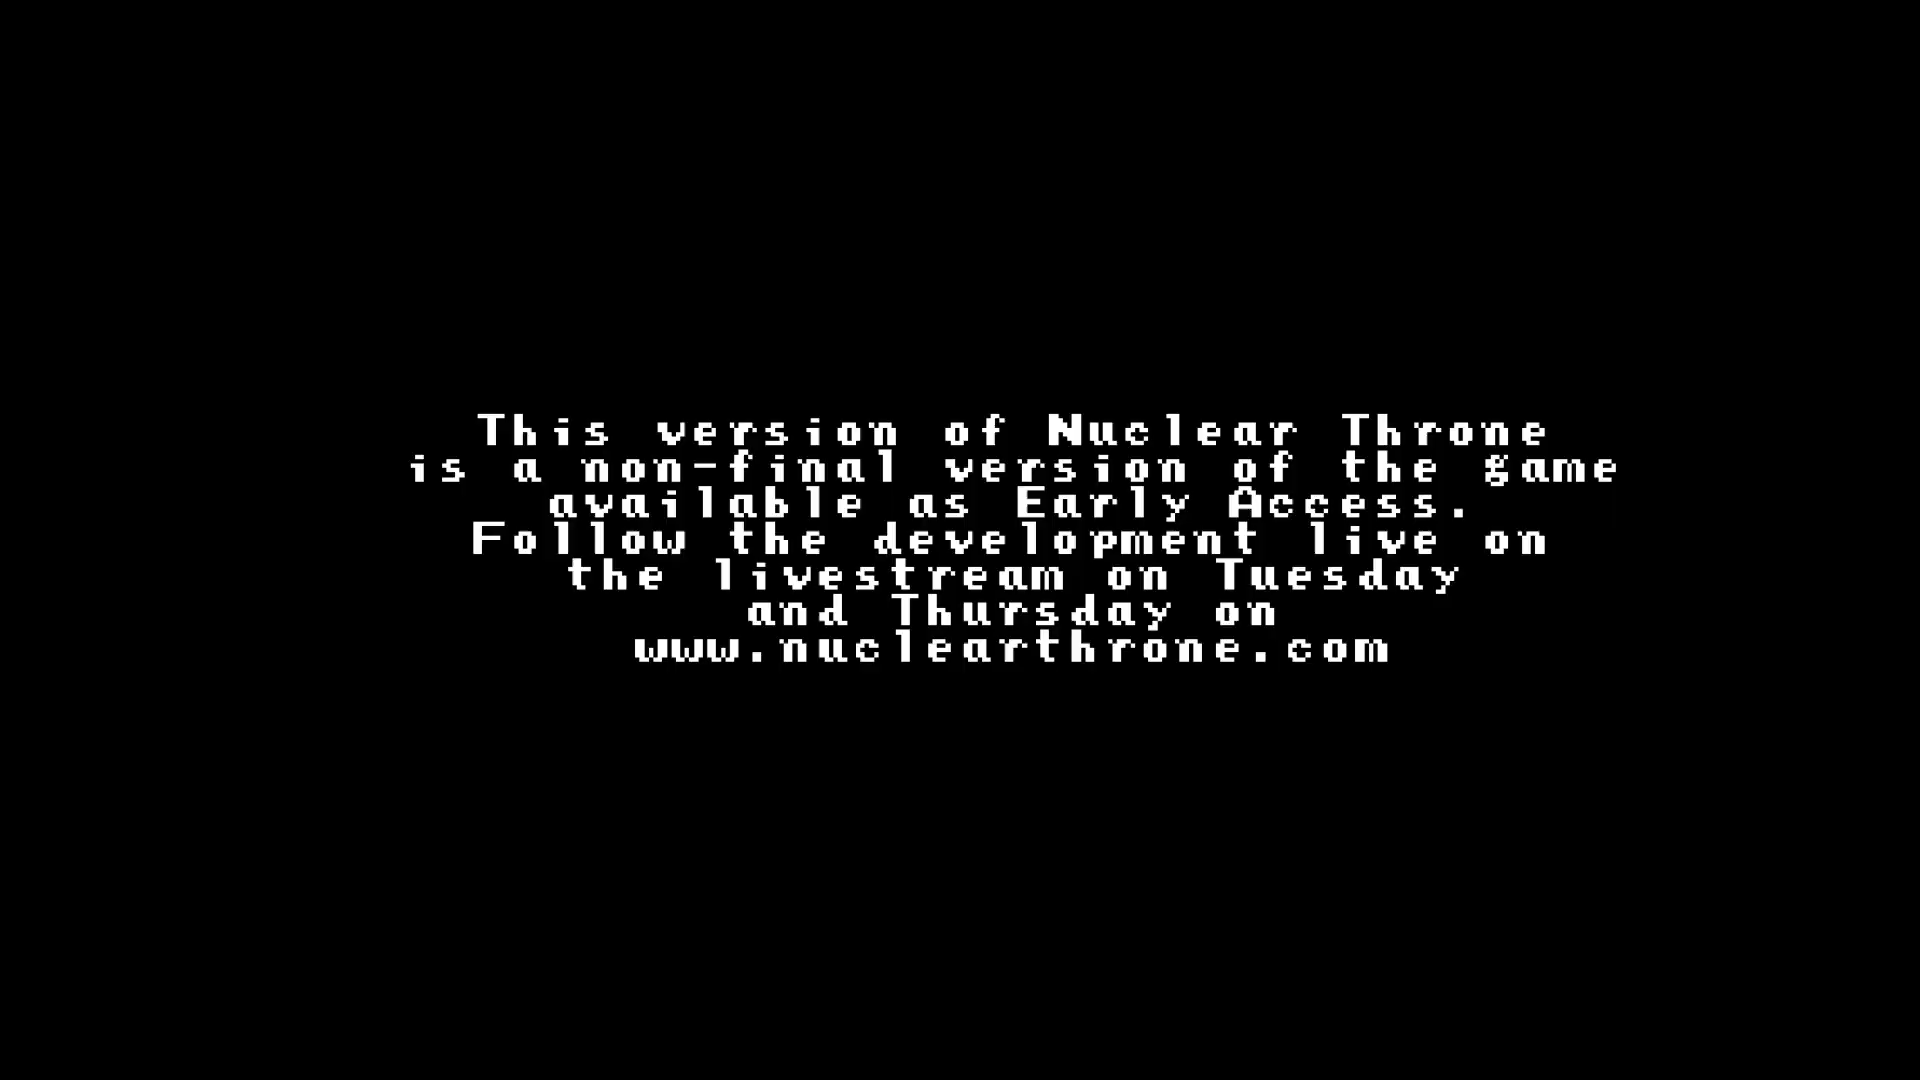 This version of Nuclear Throne
is a non-final version of the game
available as Early Access.
Follow the development live on
the livestream on Tuesday
and Thursday on
www.nuclearthrone.com